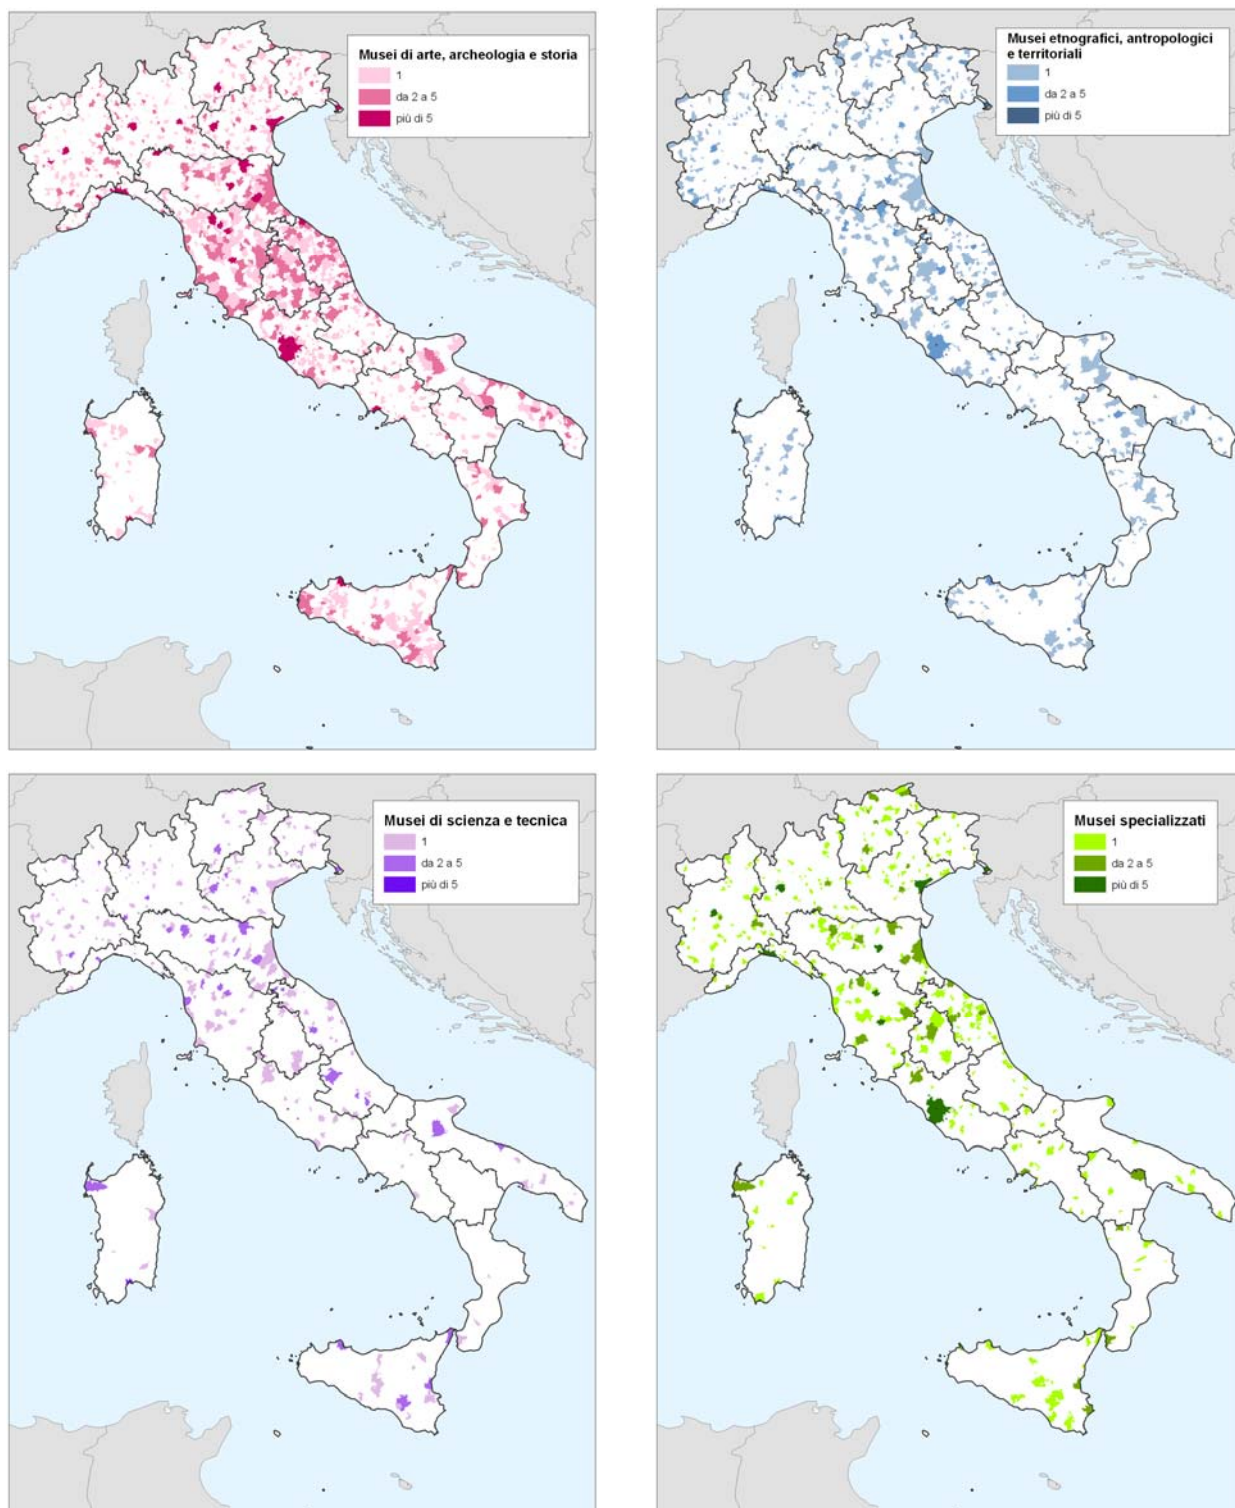 Musei di arte, archeologia e storia
1
da 2 a 5
più di 5
Musei etnografici, antropologici
e territoriali
1
da 2 a 5
più di 5
Musei di scienza e tecnica
1
da 2 a 5
più di 5
Musei specializzati
1
da 2 a 5
più di 5